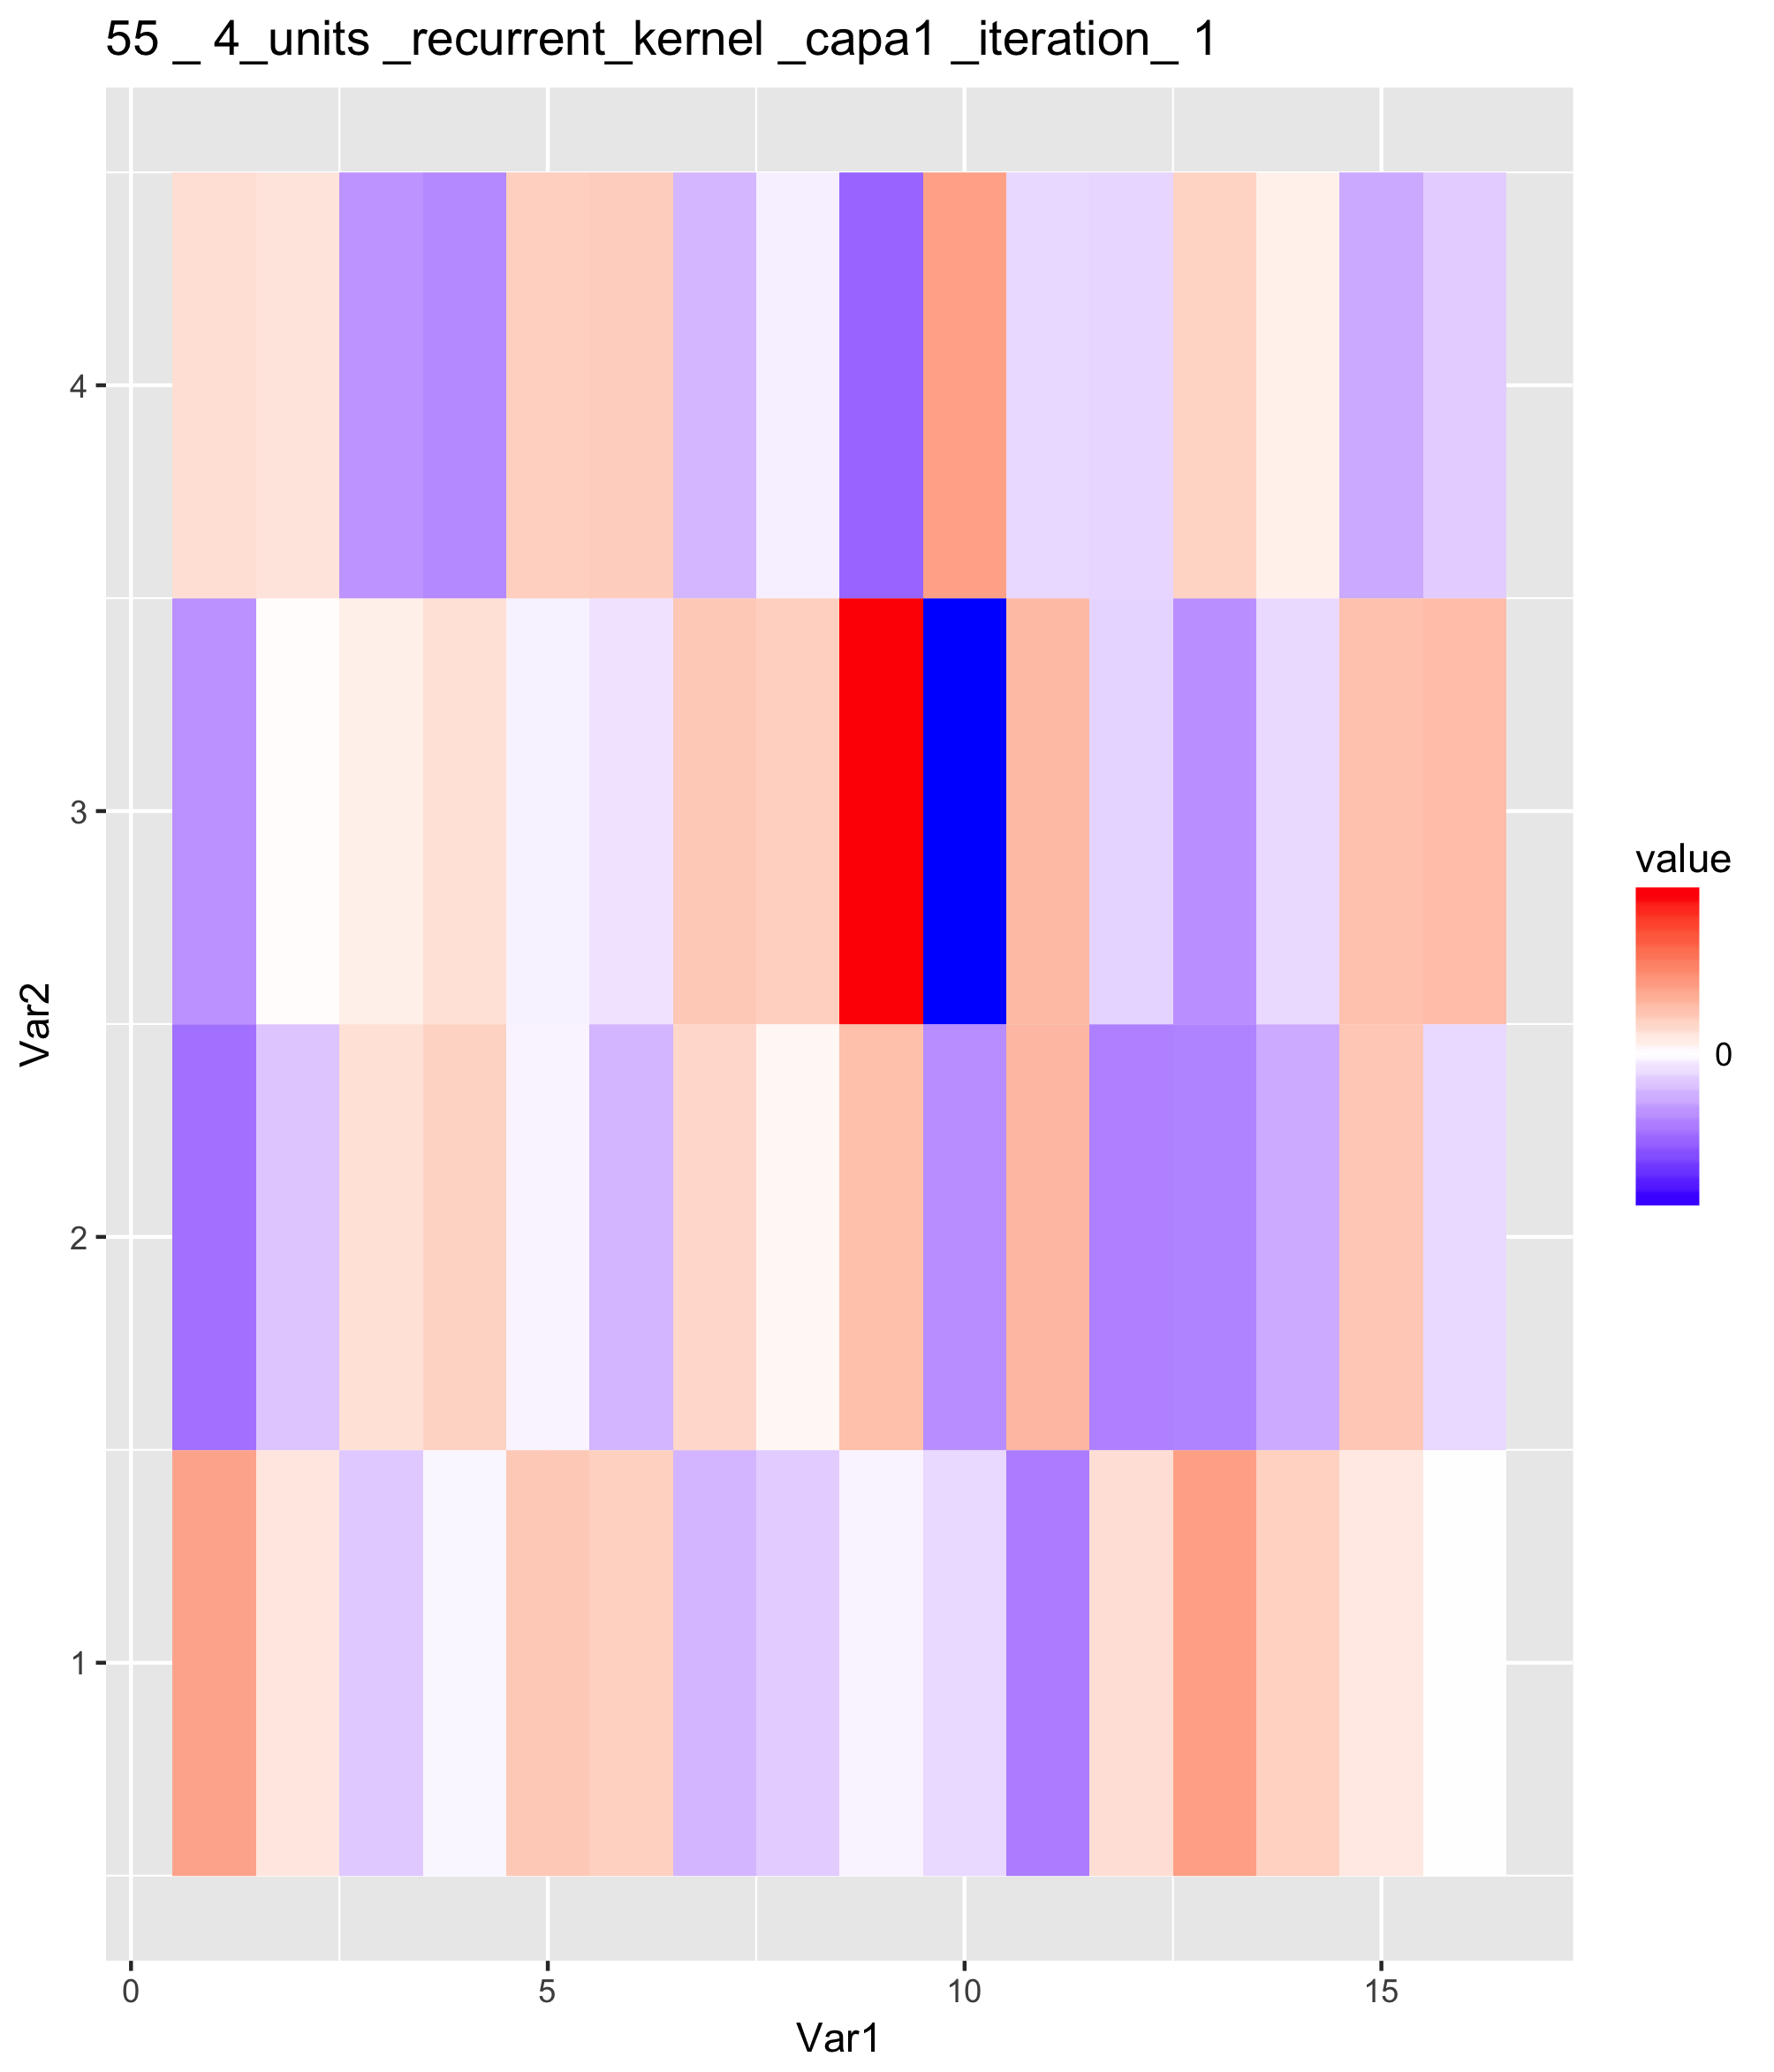 55 _ 4_units _recurrent_kernel _capa1 _iteration_ 1
4
3
2
1
Var2
0
5
10
15
Var1
value
0